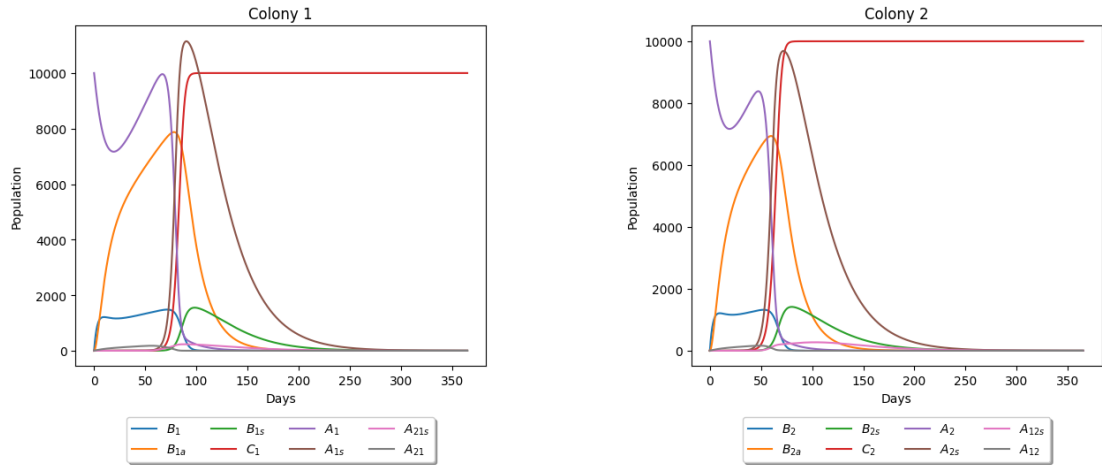 Colony 1
Population
10000
8000
6000
4000
2000
0
0 50 100 150 200 250 300 350
Days
B₁ B₁ₛ A₁ A₂₁ₛ
B₁ₐ C₁ A₁ₛ A₂₁
Colony 2
Population
10000
8000
6000
4000
2000
0
0 50 100 150 200 250 300 350
Days
B₂ B₂ₛ A₂ A₁₂ₛ
B₂ₐ C₂ A₂ₛ A₁₂